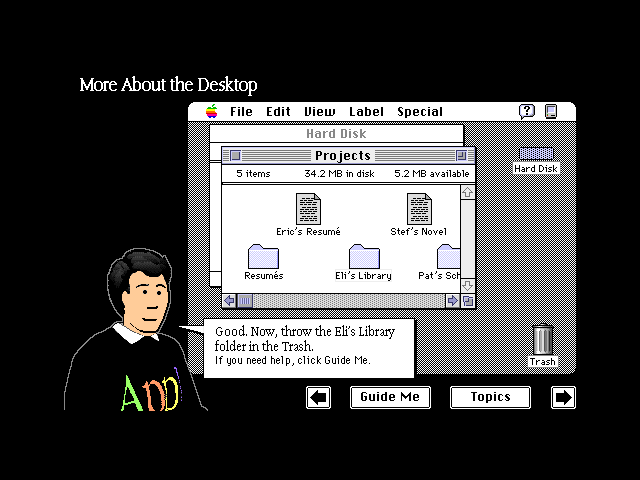 More About the Desktop
File Edit View Label Special
Hard Disk
Projects
5 items 34.2 MB in disk 5.2 MB available
Hard Disk
Eric's Resumé Stef's Novel
Resumés Eli's Library Pat's Sch
Good. Now, throw the Eli's Library
folder in the Trash.
If you need help, click Guide Me.
Trash
App
Guide Me Topics